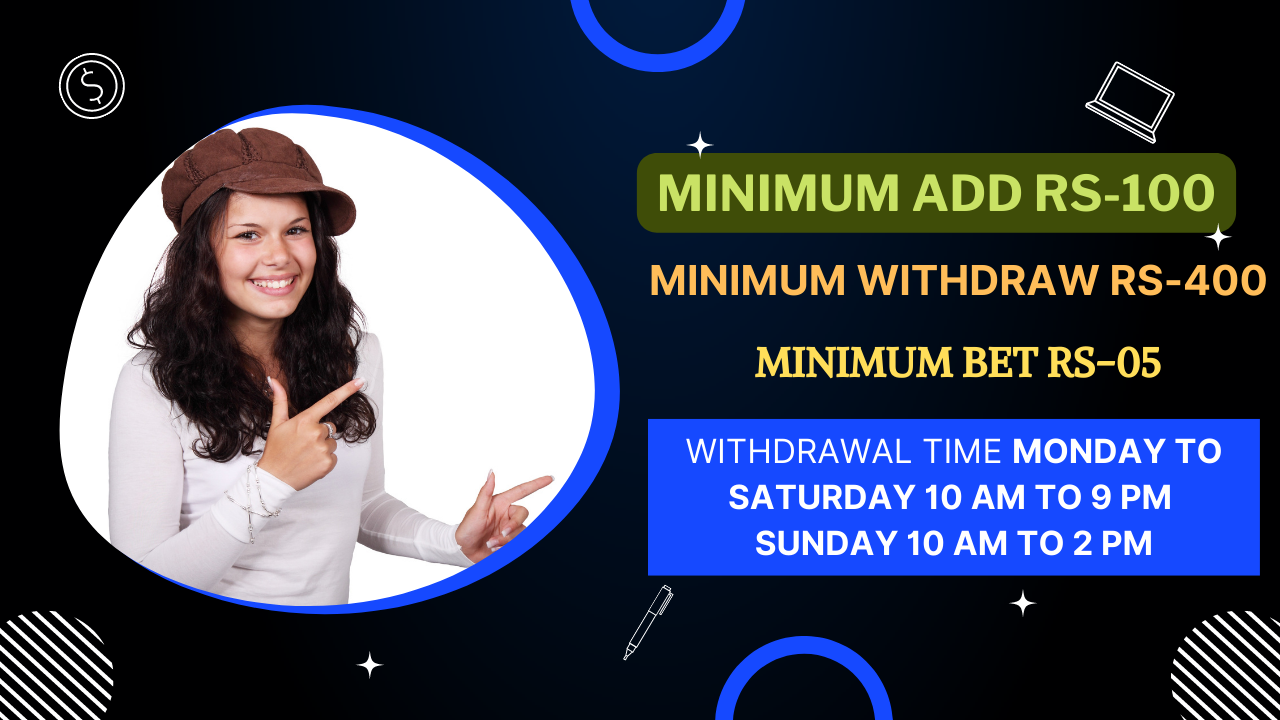 MINIMUM ADD RS-100
MINIMUM WITHDRAW RS-400
MINIMUM BET RS-05
WITHDRAWAL TIME MONDAY TO
SATURDAY 10 AM TO 9 PM
SUNDAY 10 AM TO 2 PM